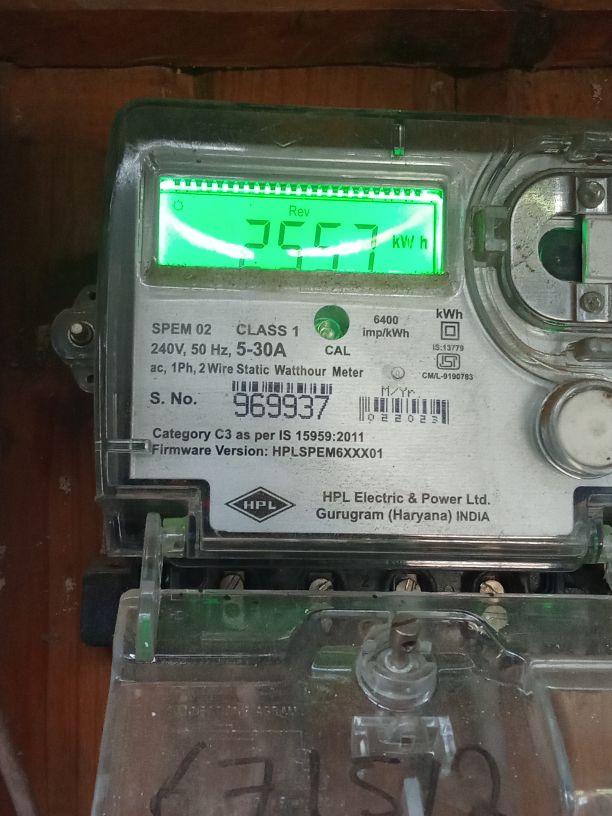 Rev
kWh
SPEM 02 CLASS 1
240V, 50 Hz, 5-30A
ac, 1Ph, 2 Wire Static Watthour Meter
CAL
6400
imp/kWh
kWh
IS:13779
ISI
CM/L-9190783
S. No. 969937
M/Yr
022023
Category C3 as per IS 15959:2011
Firmware Version: HPLSPEM6XXX01
HPL
HPL Electric & Power Ltd.
Gurugram (Haryana) INDIA